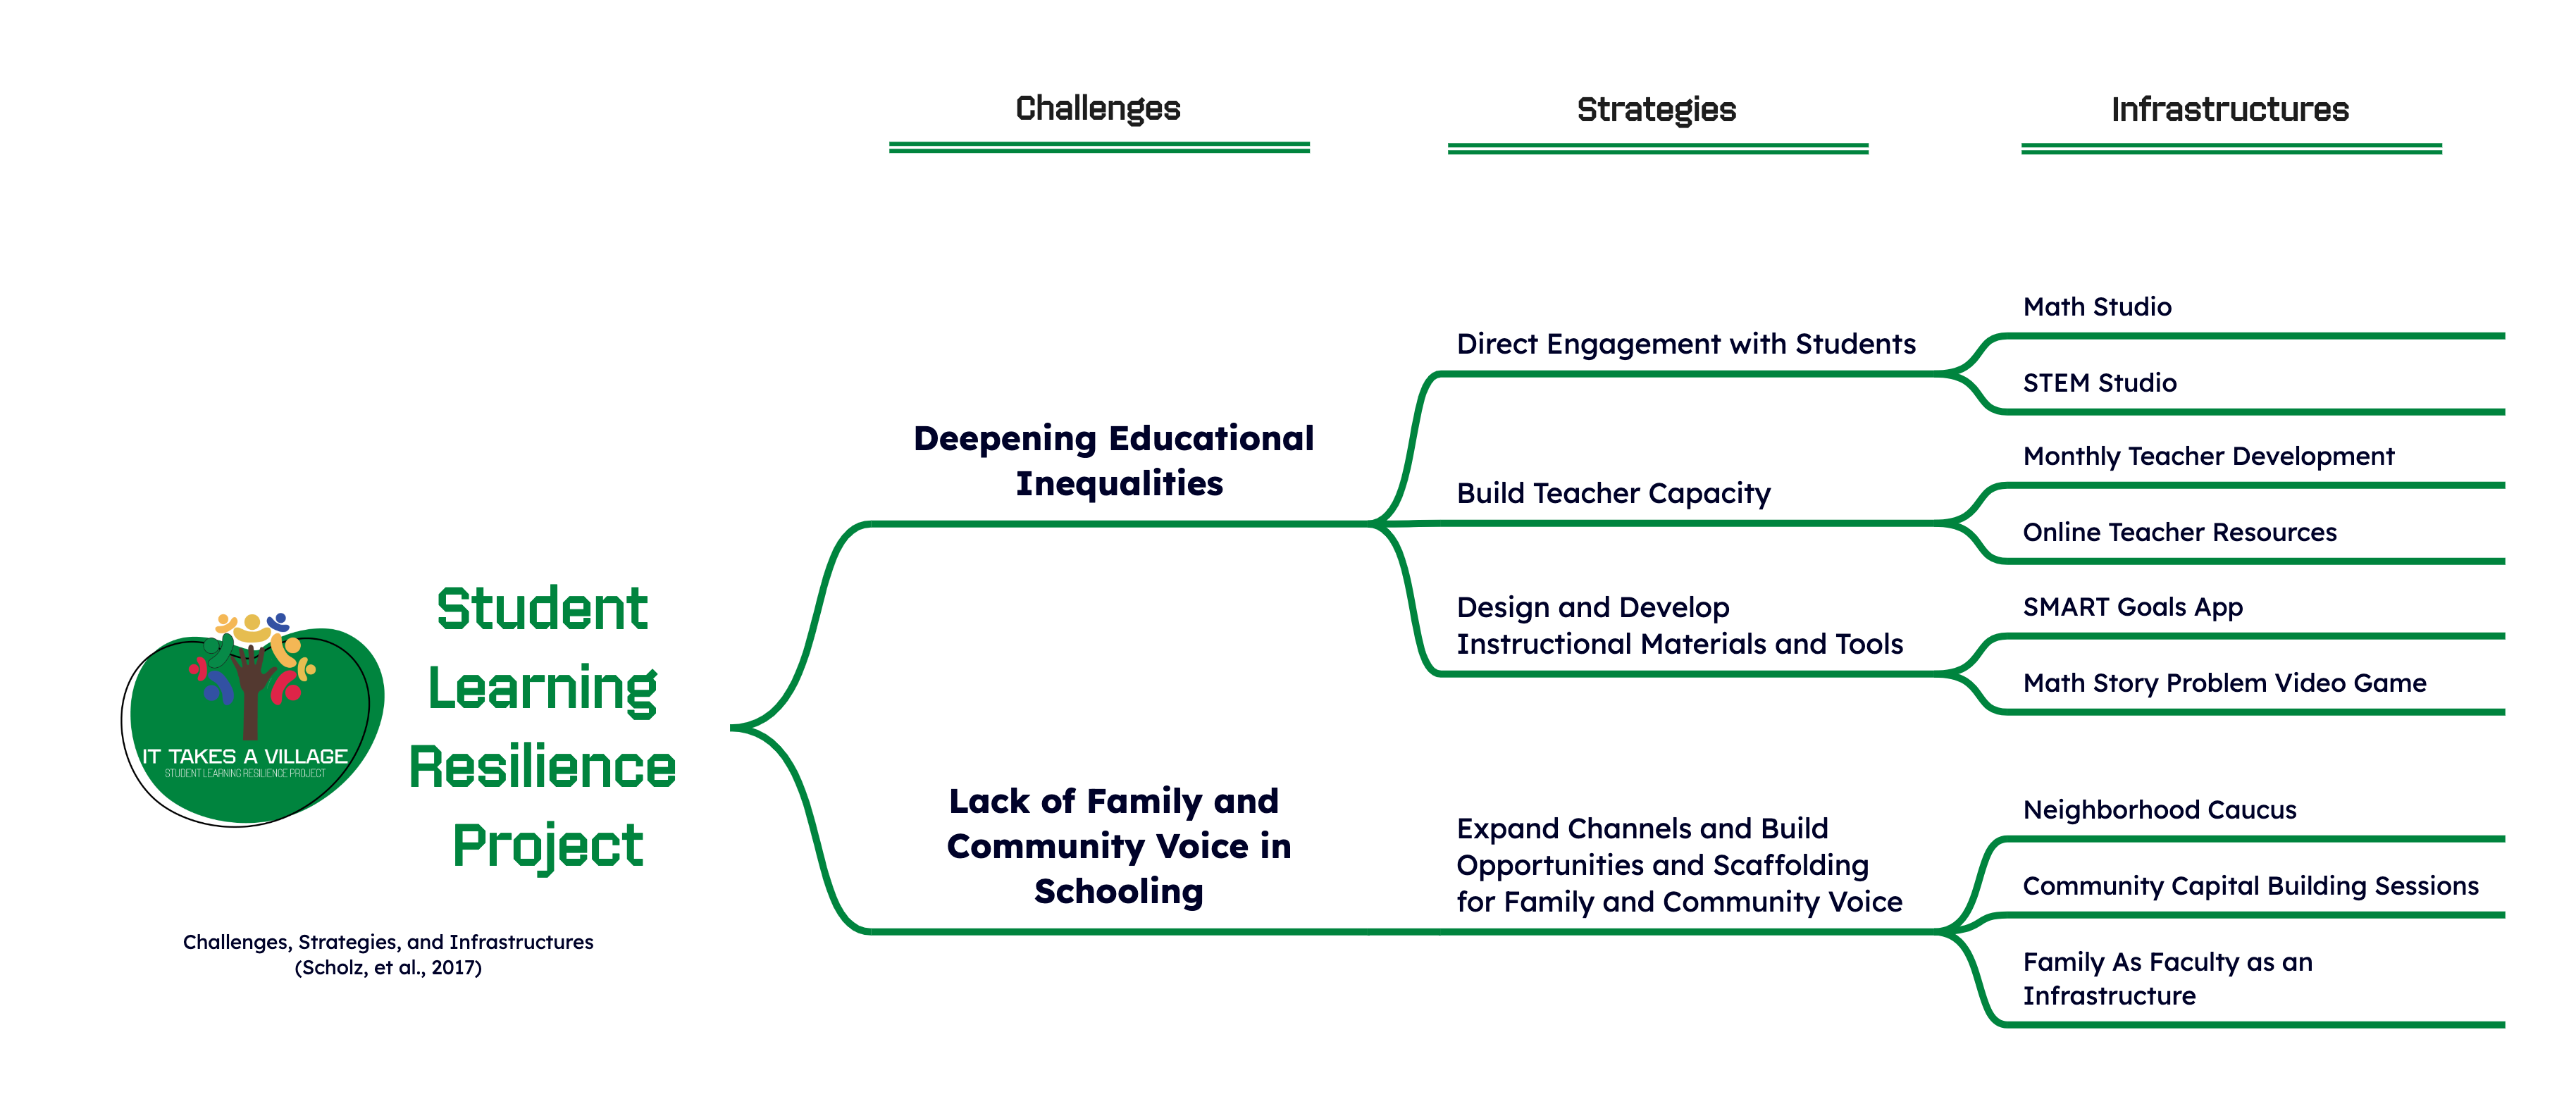 Challenges
Strategies
Infrastructures
Student
Learning
Resilience
Project
IT TAKES A VILLAGE
STUDENT LEARNING RESILIENCE PROJECT
Challenges, Strategies, and Infrastructures
(Scholz, et al., 2017)
Deepening Educational
Inequalities
Direct Engagement with Students
Math Studio
STEM Studio
Build Teacher Capacity
Monthly Teacher Development
Online Teacher Resources
Design and Develop
Instructional Materials and Tools
SMART Goals App
Math Story Problem Video Game
Lack of Family and
Community Voice in
Schooling
Expand Channels and Build
Opportunities and Scaffolding
for Family and Community Voice
Neighborhood Caucus
Community Capital Building Sessions
Family As Faculty as an
Infrastructure